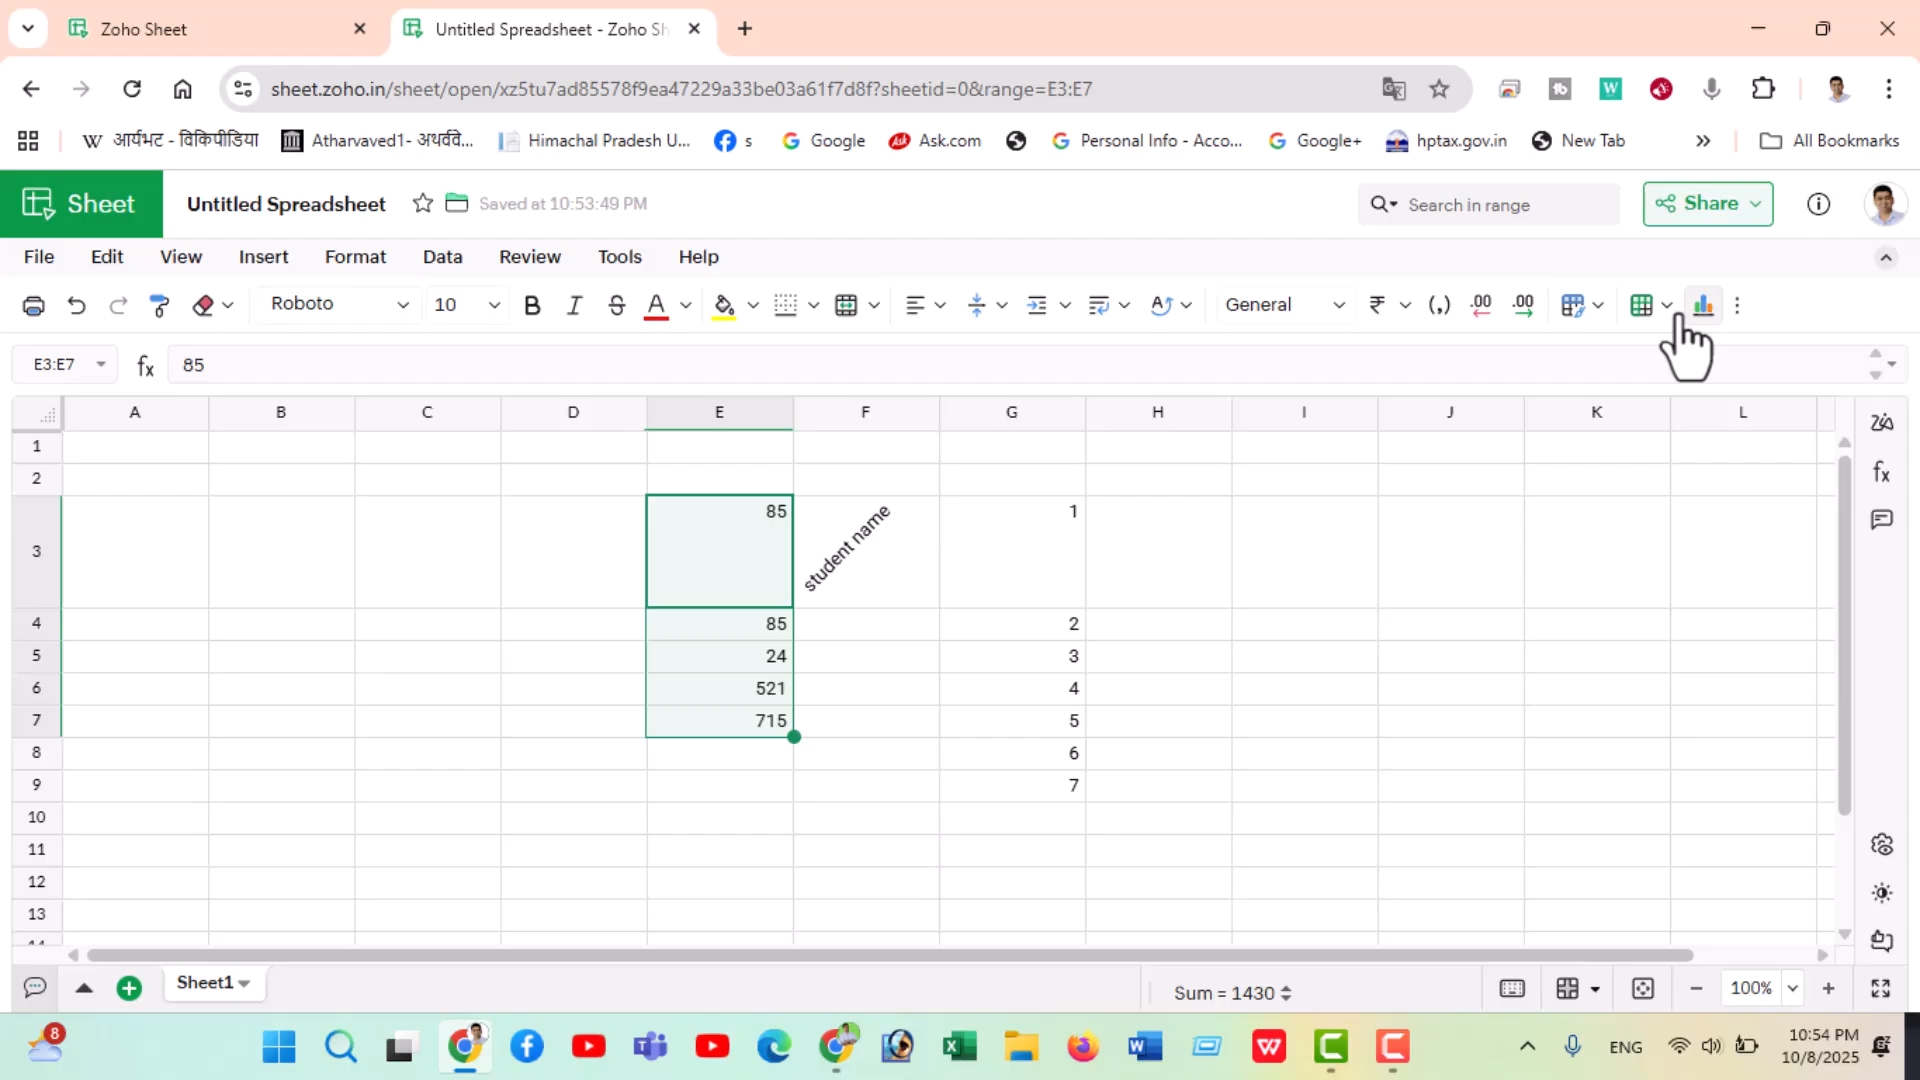 Zoho Sheet
Untitled Spreadsheet - Zoho Sh
sheet.zoho.in/sheet/open/xz5tu7ad85578f9ea47229a33be03a61f7d8f?sheetid=0&range=E3:E7
W आर्यभट - विकिपीडिया
Atharvaved1- अथर्ववे...
Himachal Pradesh U...
s
Google
Ask Ask.com
Personal Info - Acco...
Google+
hptax.gov.in
New Tab
All Bookmarks
Sheet
Untitled Spreadsheet
Saved at 10:53:49 PM
Search in range
Share
File Edit View Insert Format Data Review Tools Help
Roboto 10 B I S A General ₹ (,) .00 .00
E3:E7 fx 85
A B C D E F G H I J K L
1
2
3 85 student name 1
4 85 2
5 24 3
6 521 4
7 715 5
8 6
9 7
10
11
12
13
14
Sheet1
Sum = 1430
100%
8
ENG
10:54 PM
10/8/2025